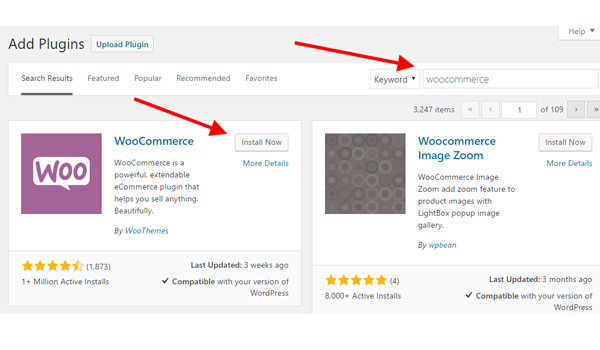 Help
Add Plugins Upload Plugin
Search Results Featured Popular Recommended Favorites Keyword woocommerce
3,247 items « ‹ 1 of 109 › »
WOO
WooCommerce
Install Now
More Details
WooCommerce is a
powerful, extendable
eCommerce plugin that
helps you sell anything.
Beautifully.
By WooThemes
(1,873)
1+ Million Active Installs
Last Updated: 3 weeks ago
Compatible with your version of
WordPress
Woocommerce
Image Zoom
Install Now
More Details
WooCommerce Image
Zoom add zoom feature to
product images with
LightBox popup image
gallery.
By wpbean
(4)
8,000+ Active Installs
Last Updated: 3 months ago
Compatible with your version of
WordPress